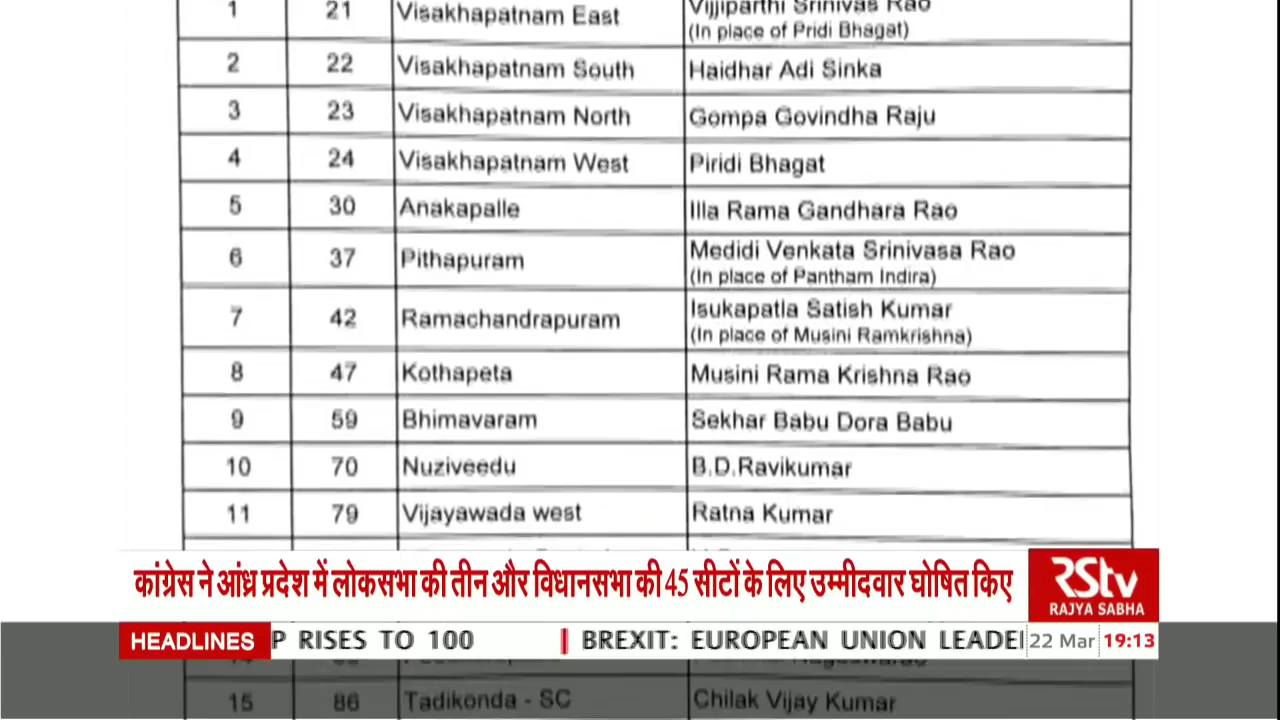 1 21 Visakhapatnam East Vijjiparthi Srinivas Rao
(In place of Pridi Bhagat)
2 22 Visakhapatnam South Haidhar Adi Sinka
3 23 Visakhapatnam North Gompa Govindha Raju
4 24 Visakhapatnam West Piridi Bhagat
5 30 Anakapalle Illa Rama Gandhara Rao
6 37 Pithapuram Medidi Venkata Srinivasa Rao
(In place of Pantham Indira)
7 42 Ramachandrapuram Isukapatla Satish Kumar
(In place of Musini Ramkrishna)
8 47 Kothapeta Musini Rama Krishna Rao
9 59 Bhimavaram Sekhar Babu Dora Babu
10 70 Nuziveedu B.D.Ravikumar
11 79 Vijayawada west Ratna Kumar
कांग्रेस ने आंध्र प्रदेश में लोकसभा की तीन और विधानसभा की 45 सीटों के लिए उम्मीदवार घोषित किए
RSTV
RAJYA SABHA
HEADLINES P RISES TO 100 | BREXIT: EUROPEAN UNION LEADE 22 Mar 19:13
15 86 Tadikonda - SC Chilak Vijay Kumar